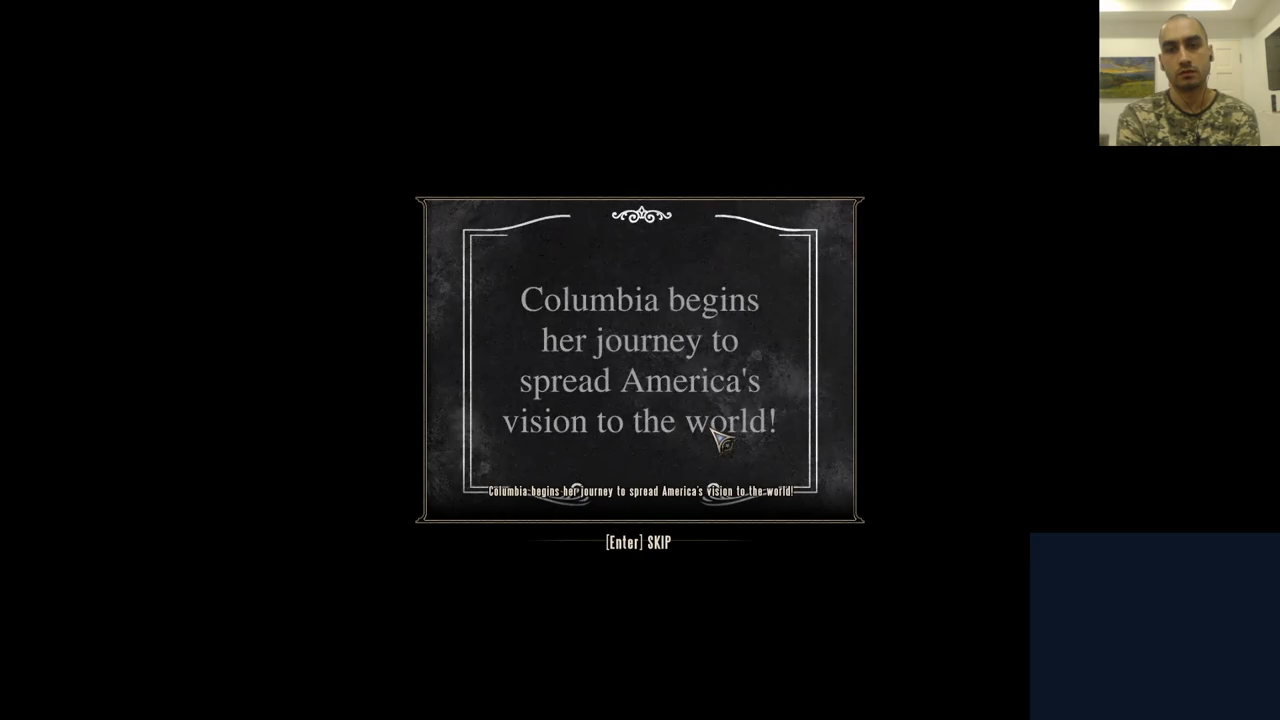 Columbia begins
her journey to
spread America's
vision to the world!
Columbia begins her journey to spread America's vision to the world!
[Enter] SKIP